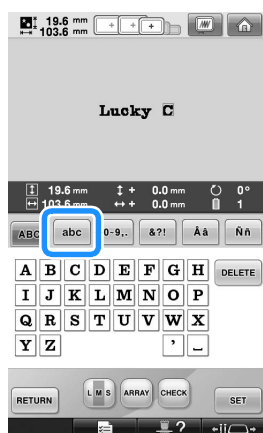 19.6 mm
103.6 mm
Lucky C
19.6 mm + 0.0 mm 0°
103.6 mm + 0.0 mm 1
ABC abc 0-9,. &?! Åä Ññ
A B C D E F G H DELETE
I J K L M N O P
Q R S T U V W X
Y Z ' _
RETURN L M S ARRAY CHECK SET
?